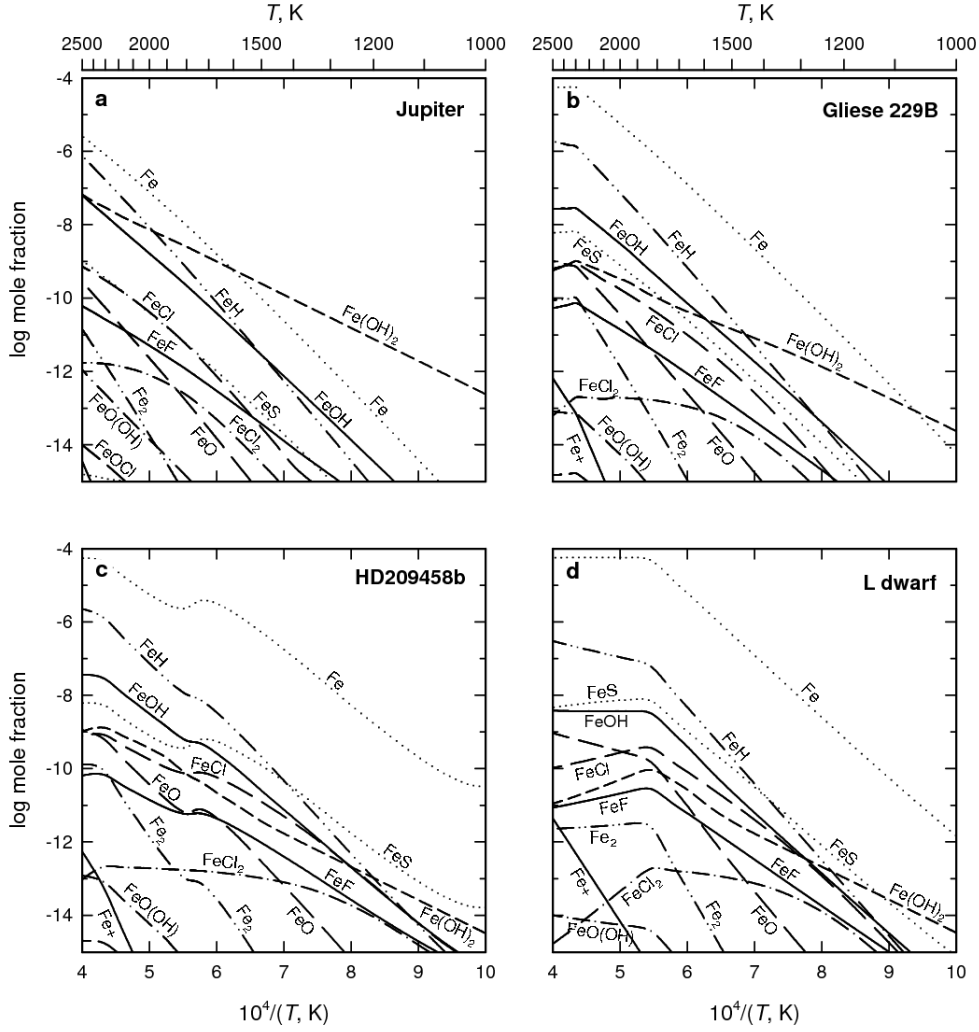 T, K
T, K
2500 2000 1500 1200 1000
2500 2000 1500 1200 1000
-4
-6
-8
-10
-12
-14
log mole fraction
a
Jupiter
Fe
FeH
Fe(OH)2
FeCl
FeF
FeS
FeOH
Fe
Fe2
FeO(OH)
FeOCl
FeO
FeCl2
b
Gliese 229B
Fe
FeH
FeOH
FeS
FeCl
Fe(OH)2
FeF
FeCl2
Fe+
FeO(OH)
Fe2
FeO
-4
-6
-8
-10
-12
-14
log mole fraction
c
HD209458b
Fe
FeH
FeOH
FeCl
FeO
Fe2
FeCl2
FeF
FeS
Fe(OH)2
FeO(OH)
Fe+
Fe2
FeO
4 5 6 7 8 9 10
10⁴/(T, K)
d
L dwarf
Fe
FeS
FeOH
FeH
FeCl
FeF
Fe2
Fe+
FeCl2
FeS
FeF
Fe(OH)2
FeO(OH)
Fe2
FeO
4 5 6 7 8 9 10
10⁴/(T, K)